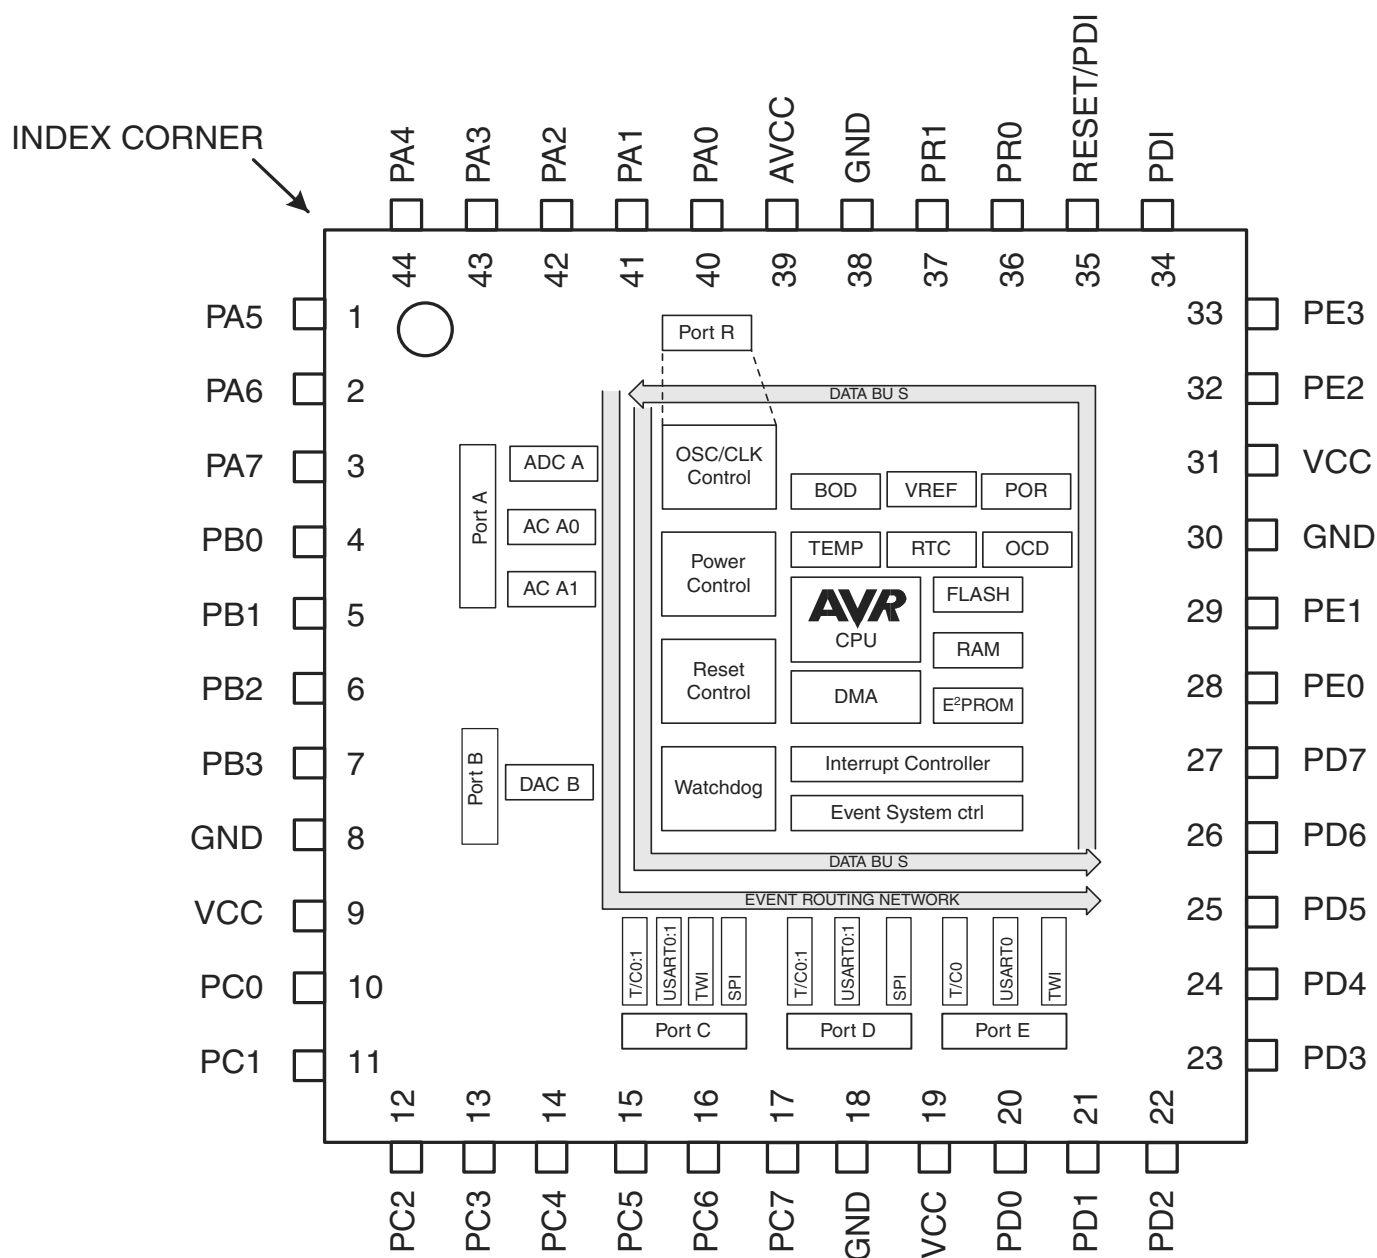 INDEX CORNER
PA4
PA3
PA2
PA1
PA0
AVCC
GND
PR1
PR0
RESET/PDI
PDI
44
43
42
41
40
39
38
37
36
35
34
PA5
1
PA6
2
PA7
3
PB0
4
PB1
5
PB2
6
PB3
7
GND
8
VCC
9
PC0
10
PC1
11
33
PE3
32
PE2
31
VCC
30
GND
29
PE1
28
PE0
27
PD7
26
PD6
25
PD5
24
PD4
23
PD3
Port R
DATA BU S
OSC/CLK
Control
BOD
VREF
POR
Power
Control
TEMP
RTC
OCD
AVR
CPU
FLASH
RAM
Reset
Control
DMA
E²PROM
Watchdog
Interrupt Controller
Event System ctrl
DATA BU S
EVENT ROUTING NETWORK
Port A
ADC A
AC A0
AC A1
Port B
DAC B
T/C0:1
USART0:1
TWI
SPI
T/C0:1
USART0:1
SPI
T/C0
USART0
TWI
Port C
Port D
Port E
12
13
14
15
16
17
18
19
20
21
22
PC2
PC3
PC4
PC5
PC6
PC7
GND
VCC
PD0
PD1
PD2